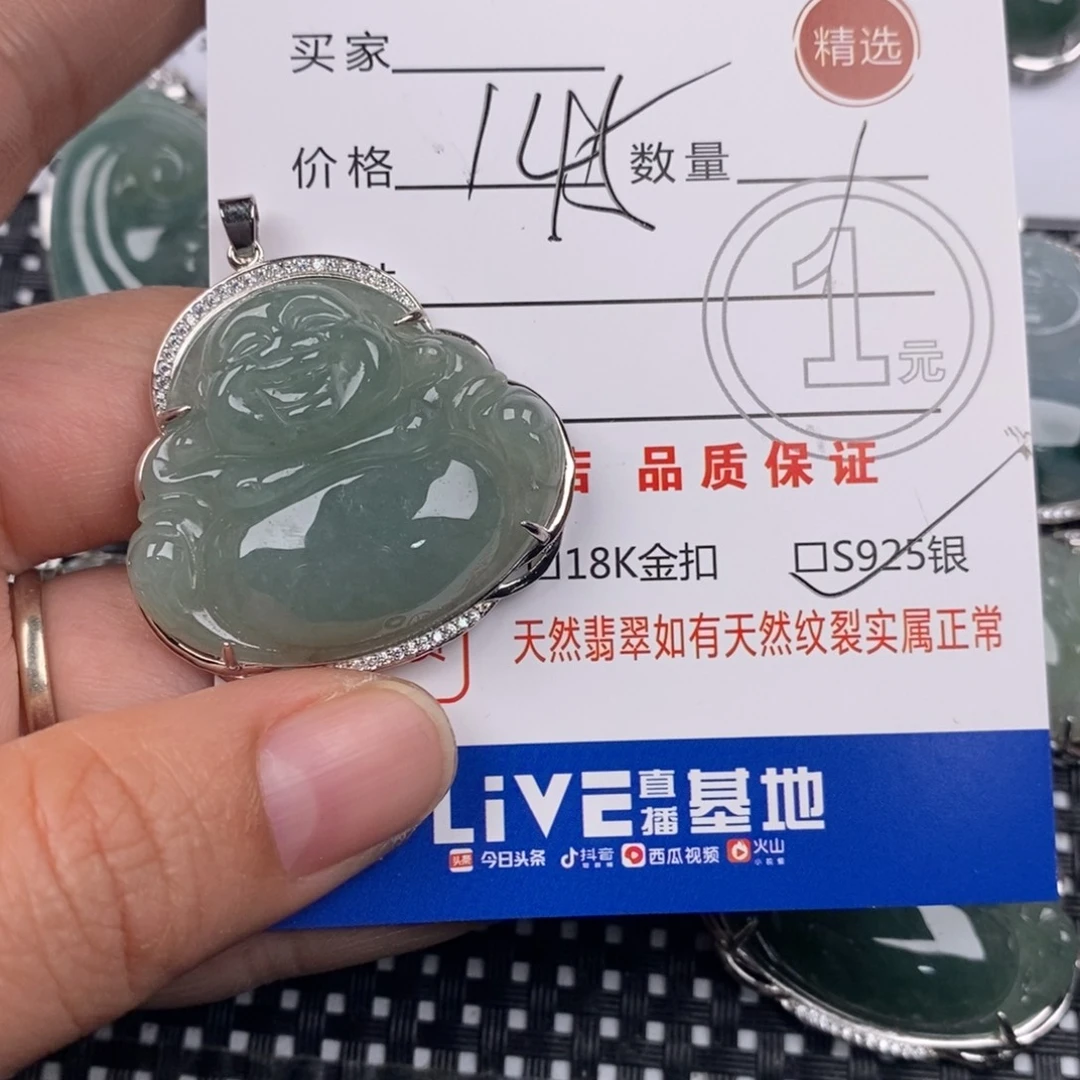 精选
买家
价格 14 数量 1
1元
品质保证
□18K金扣 □S925银
天然翡翠如有天然纹裂实属正常
LiVE直播基地
头条 今日头条 抖音 西瓜视频 火山